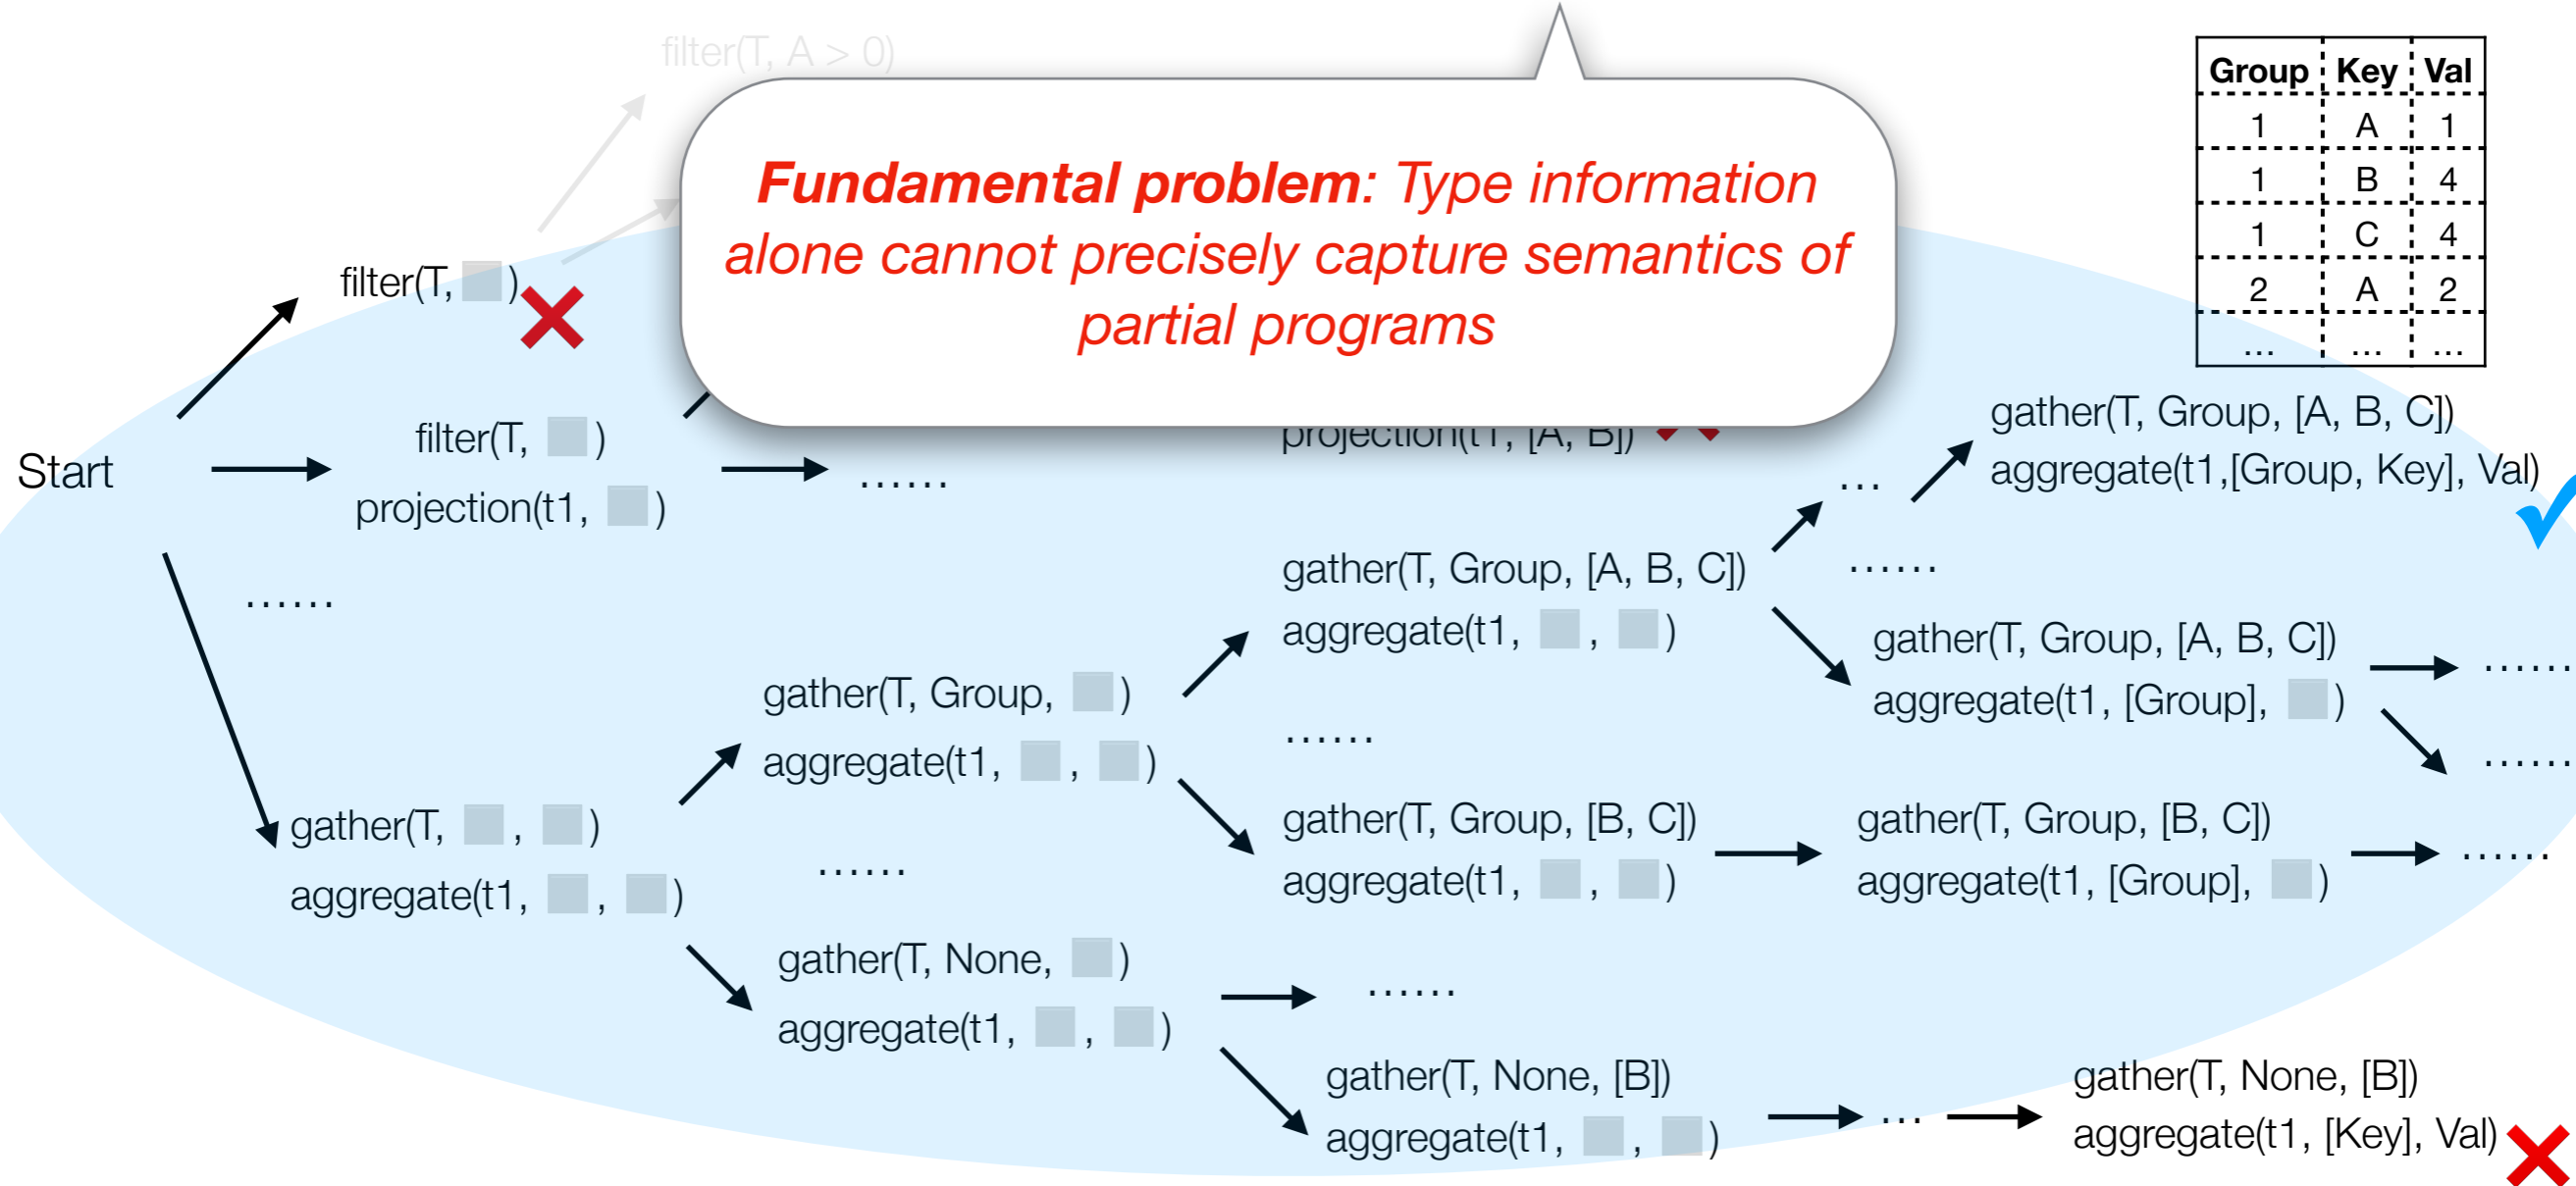 filter(T, A > 0)
Fundamental problem: Type information
alone cannot precisely capture semantics of
partial programs
Group Key Val
1 A 1
1 B 4
1 C 4
2 A 2
... ... ...
filter(T, )
Start
filter(T, )
projection(t1, )
......
......
projection(t1, [A, B])
...
gather(T, Group, [A, B, C])
aggregate(t1,[Group, Key], Val)
gather(T, Group, [A, B, C])
aggregate(t1, , )
......
gather(T, Group, [A, B, C])
aggregate(t1, [Group], )
......
......
gather(T, Group, )
aggregate(t1, , )
......
gather(T, Group, [B, C])
aggregate(t1, , )
gather(T, Group, [B, C])
aggregate(t1, [Group], )
......
gather(T, , )
aggregate(t1, , )
......
gather(T, None, )
aggregate(t1, , )
......
gather(T, None, [B])
aggregate(t1, , )
...
gather(T, None, [B])
aggregate(t1, [Key], Val)